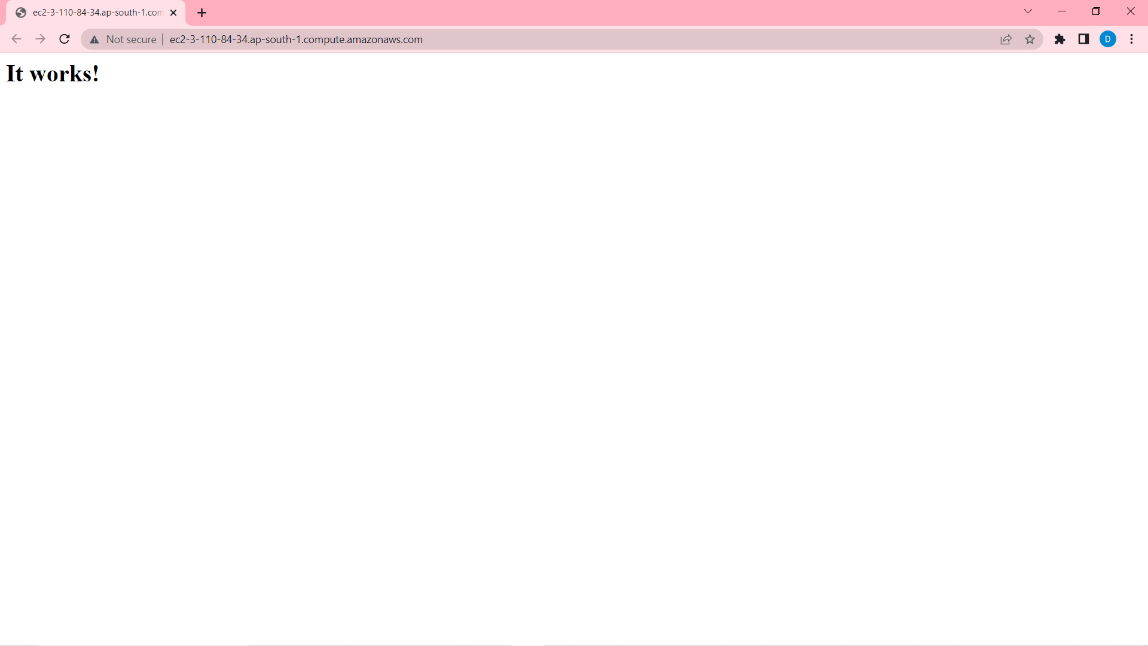 ec2-3-110-84-34.ap-south-1.com
Not secure | ec2-3-110-84-34.ap-south-1.compute.amazonaws.com
D
It works!